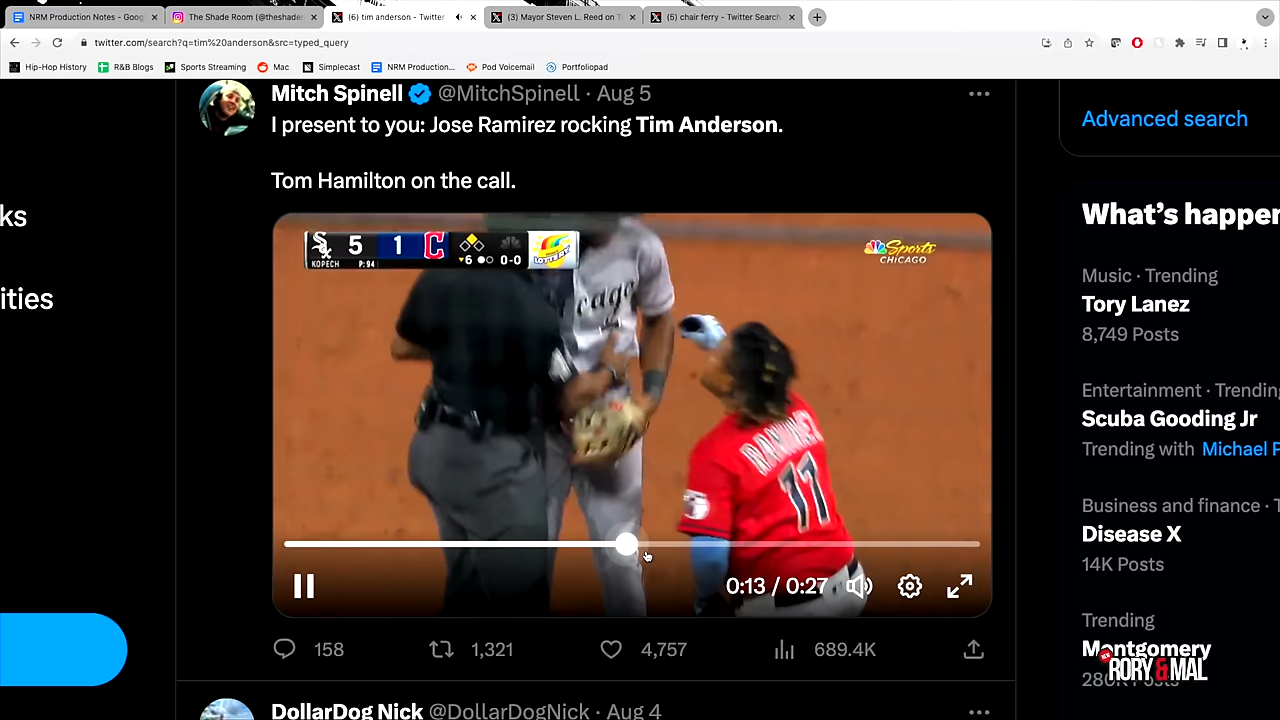 NRM Production Notes - Goog
The Shade Room (@theshader
(6) tim anderson - Twitter
(3) Mayor Steven L. Reed on T
(5) chair ferry - Twitter Search
twitter.com/search?q=tim%20anderson&src=typed_query
Hip-Hop History
R&B Blogs
Sports Streaming
Mac
Simplecast
NRM Production...
Pod Voicemail
Portfoliopad
Mitch Spinell @MitchSpinell · Aug 5
I present to you: Jose Ramirez rocking Tim Anderson.
Tom Hamilton on the call.
5 1 C
KOPECH P: 94 6 0-0
LOTTERY
Sports
CHICAGO
Chicago
RAMIREZ
11
0:13 / 0:27
158 1,321 4,757 689.4K
DollarDog Nick @DollarDogNick · Aug 4
ks
ities
Advanced search
What's happen
Music · Trending
Tory Lanez
8,749 Posts
Entertainment · Trending
Scuba Gooding Jr
Trending with Michael P
Business and finance · T
Disease X
14K Posts
Trending
Montgomery
280K Posts
NEW
RORY & MAL